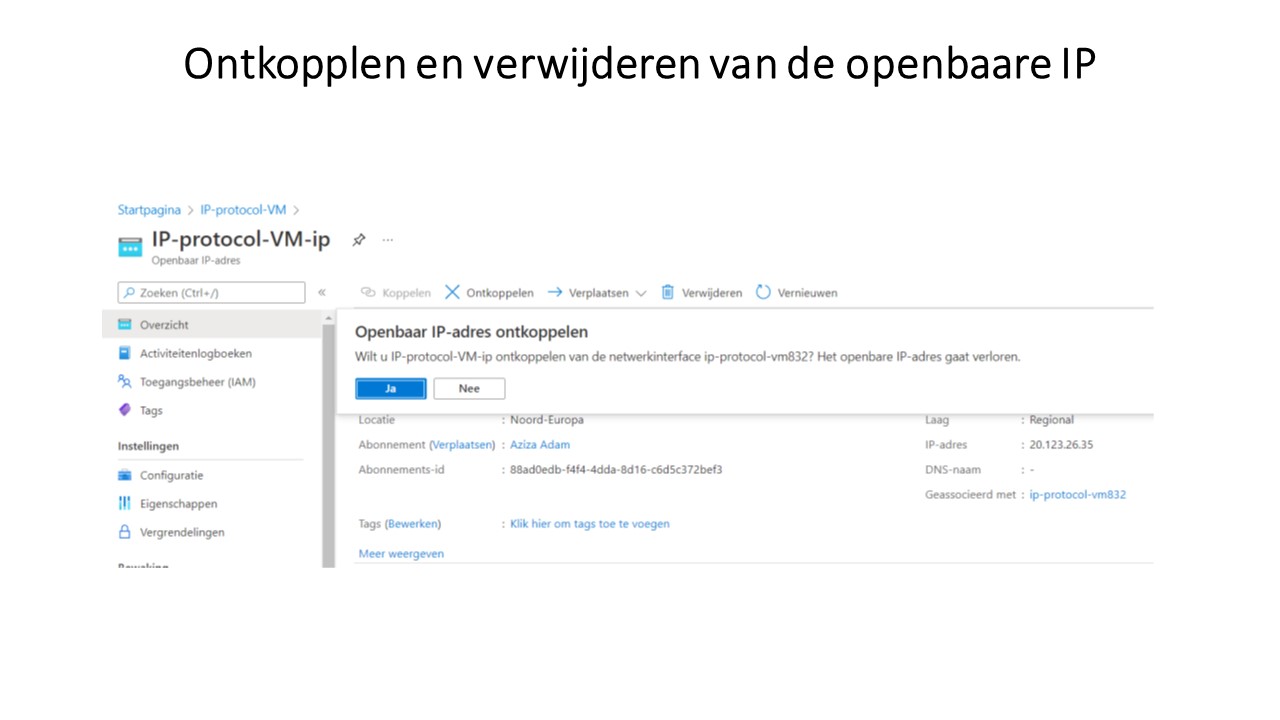 Ontkopplen en verwijderen van de openbaare IP
Startpagina > IP-protocol-VM >
IP-protocol-VM-ip ...
Openbaar IP-adres
Zoeken (Ctrl+/) «
Koppelen Ontkoppelen Verplaatsen Verwijderen Vernieuwen
Overzicht
Activiteitenlogboeken
Toegangsbeheer (IAM)
Tags
Instellingen
Configuratie
Eigenschappen
Vergrendelingen
Bewaking
Openbaar IP-adres ontkoppelen
Wilt u IP-protocol-VM-ip ontkoppelen van de netwerkinterface ip-protocol-vm832? Het openbare IP-adres gaat verloren.
Ja Nee
Locatie : Noord-Europa
Abonnement (Verplaatsen) : Aziza Adam
Abonnements-id : 88ad0edb-f4f4-4dda-8d16-c6d5c372bef3
Tags (Bewerken) : Klik hier om tags toe te voegen
Meer weergeven
Laag : Regional
IP-adres : 20.123.26.35
DNS-naam : -
Geassocieerd met : ip-protocol-vm832